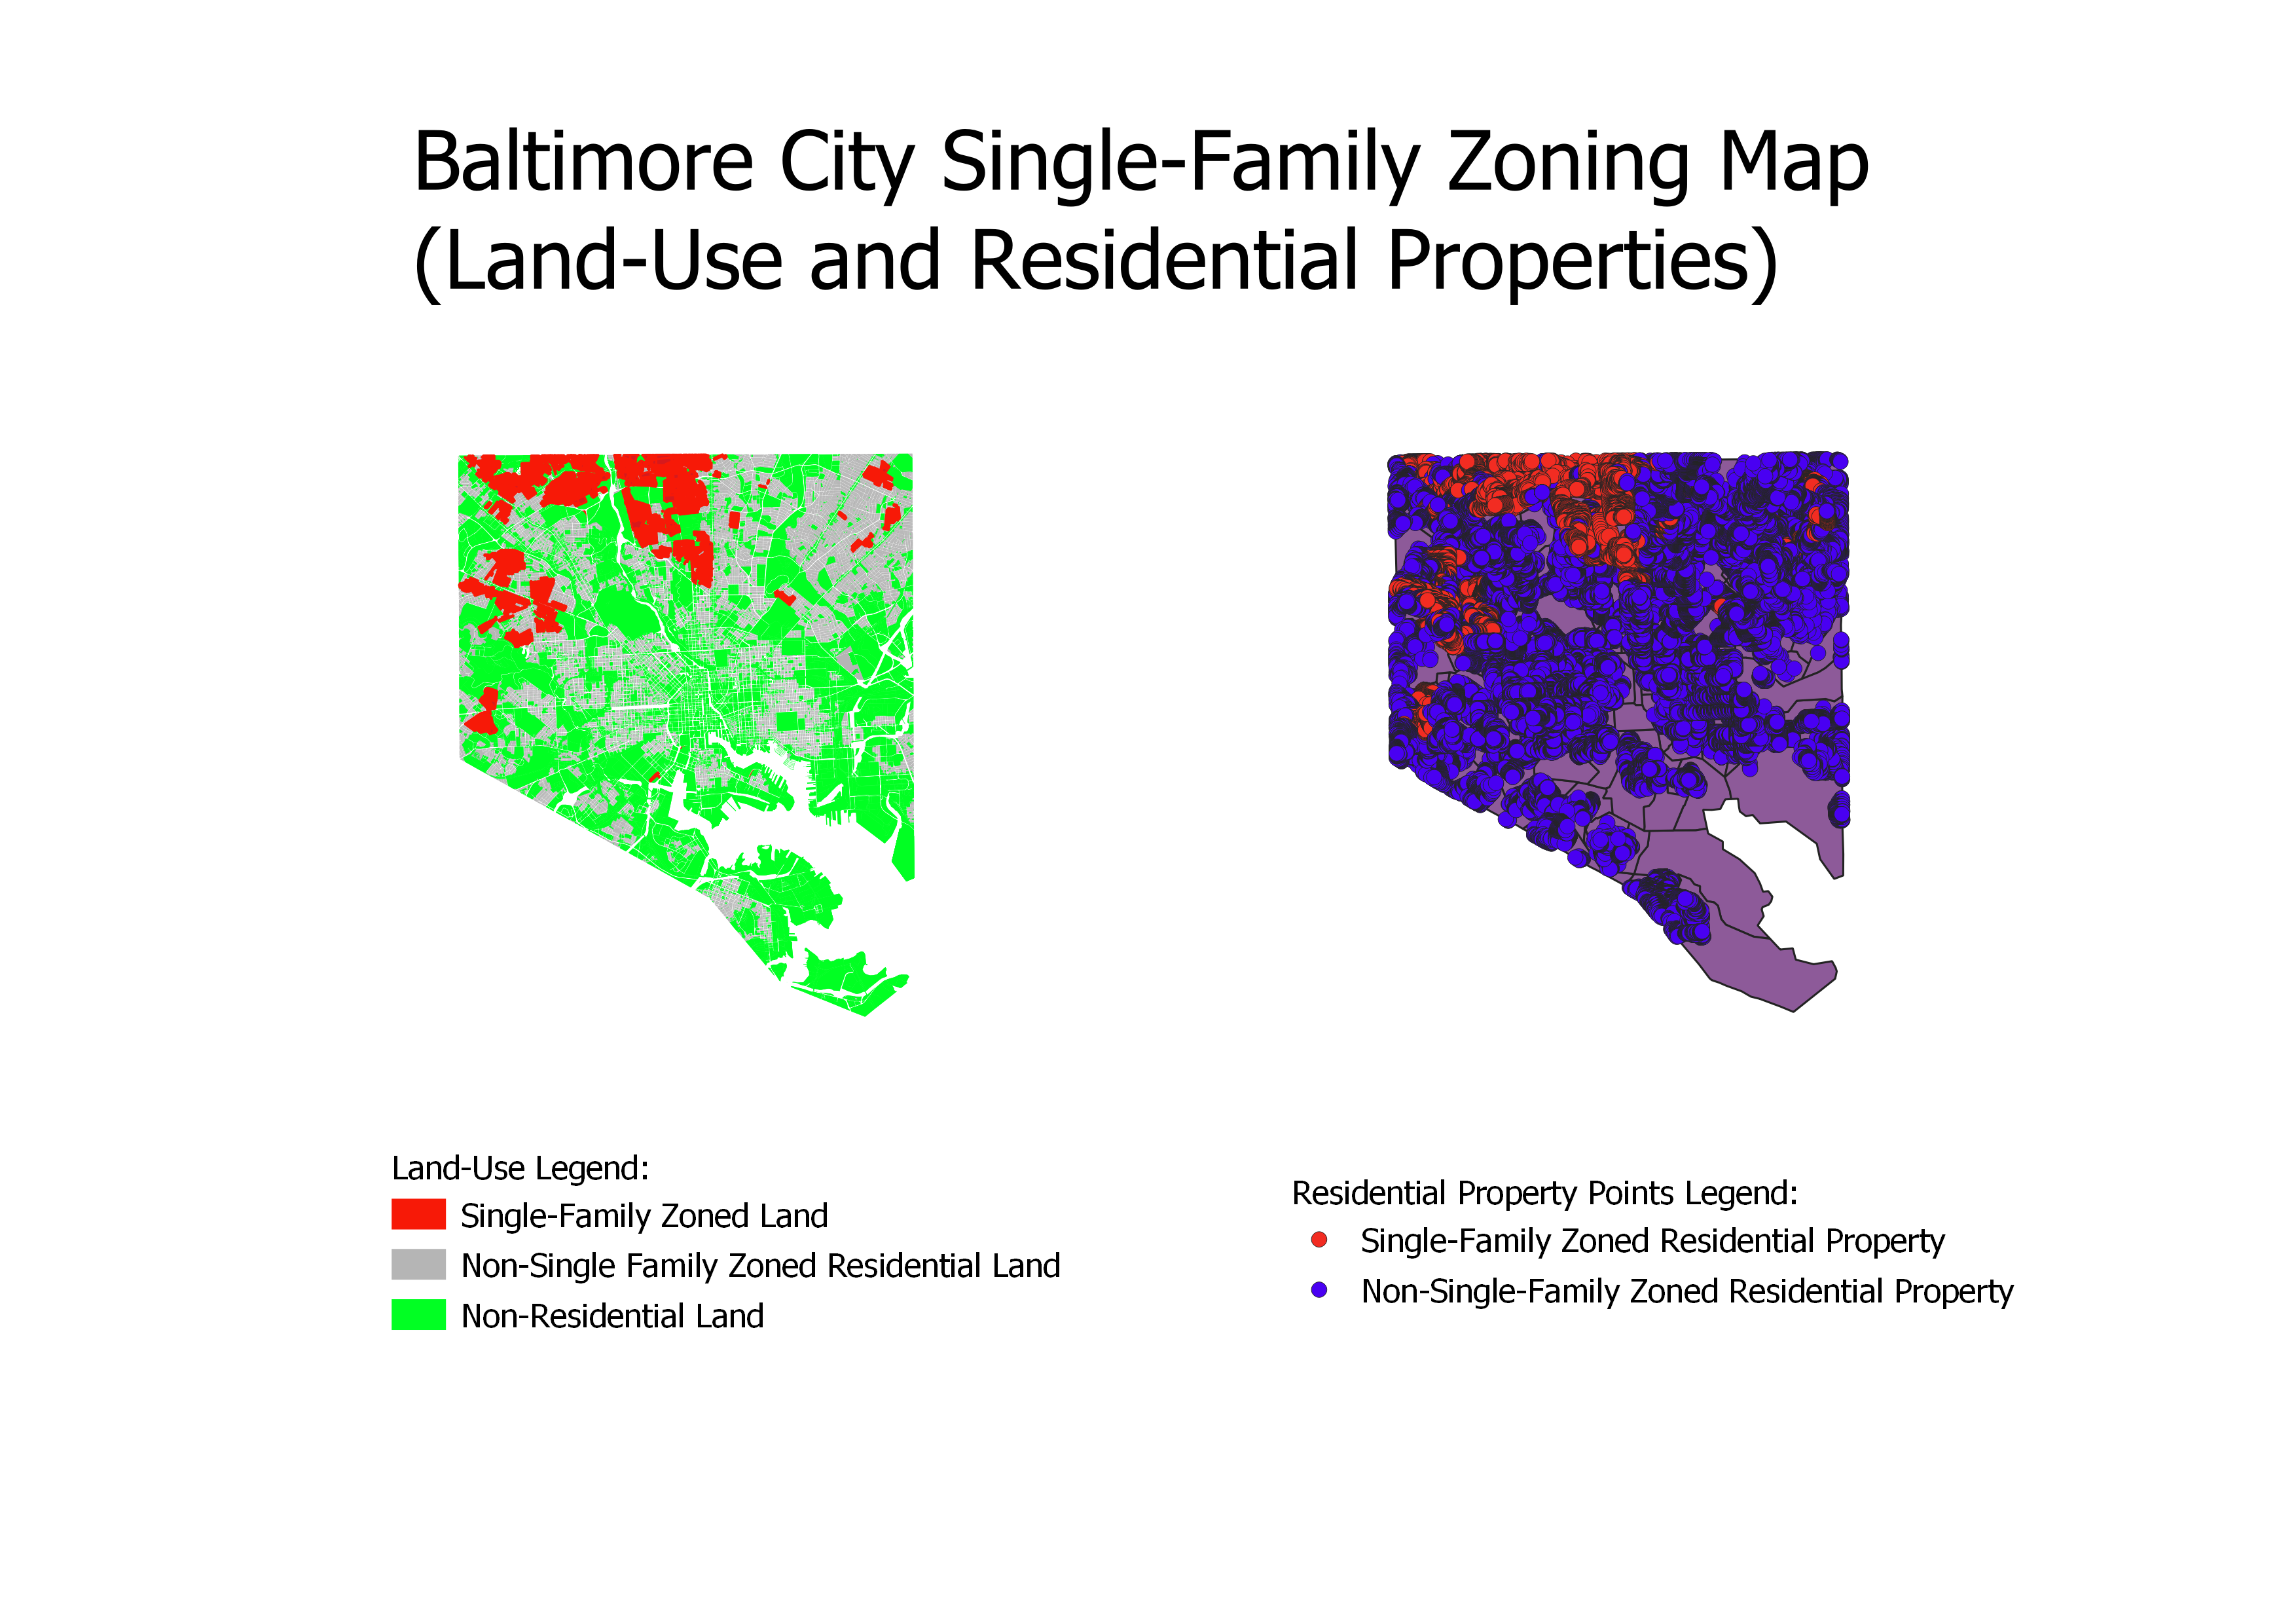 Baltimore City Single-Family Zoning Map
(Land-Use and Residential Properties)
Land-Use Legend:
Single-Family Zoned Land
Non-Single Family Zoned Residential Land
Non-Residential Land
Residential Property Points Legend:
Single-Family Zoned Residential Property
Non-Single-Family Zoned Residential Property